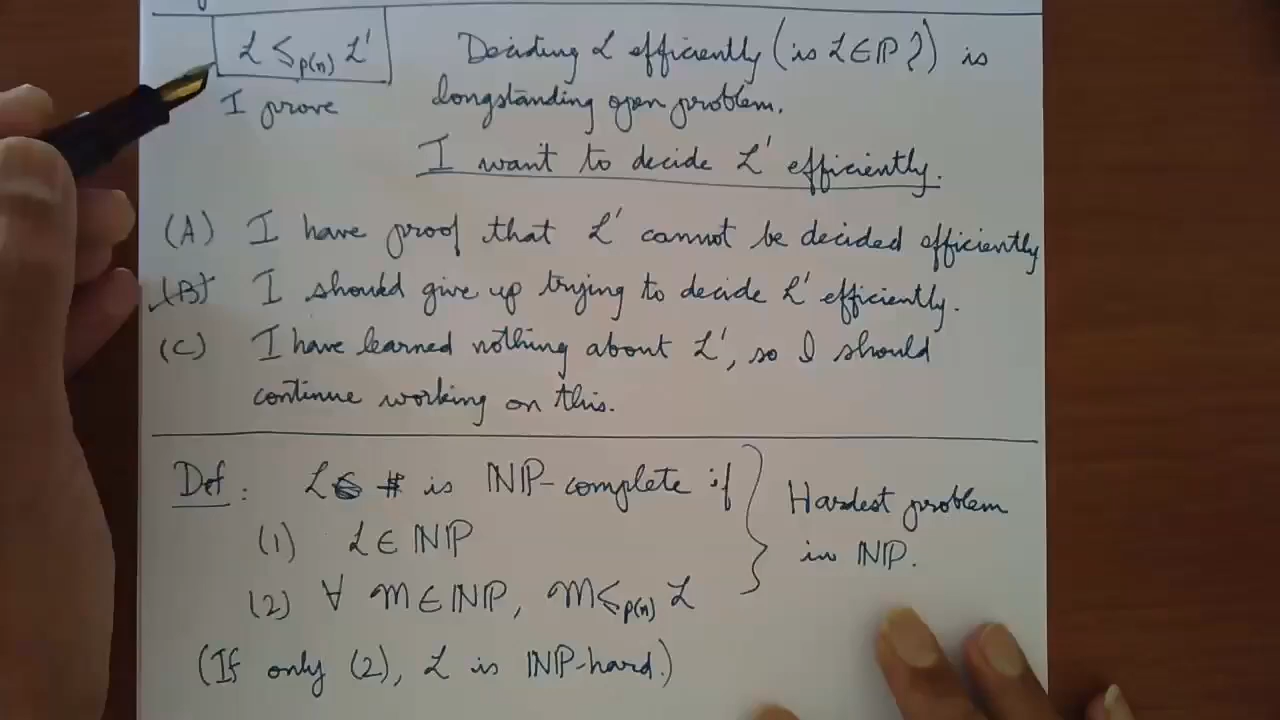 L ≤p(n) L' Deciding L efficiently (is L∈P?) is
I prove longstanding open problem.
I want to decide L' efficiently.
(A) I have proof that L' cannot be decided efficiently
(B) I should give up trying to decide L' efficiently.
(C) I have learned nothing about L', so I should
continue working on this.
Def: L is NP-complete if
(1) L ∈ NP
(2) ∀ M ∈ NP, M ≤p(n) L
Hardest problem
in NP.
(If only (2), L is NP-hard.)